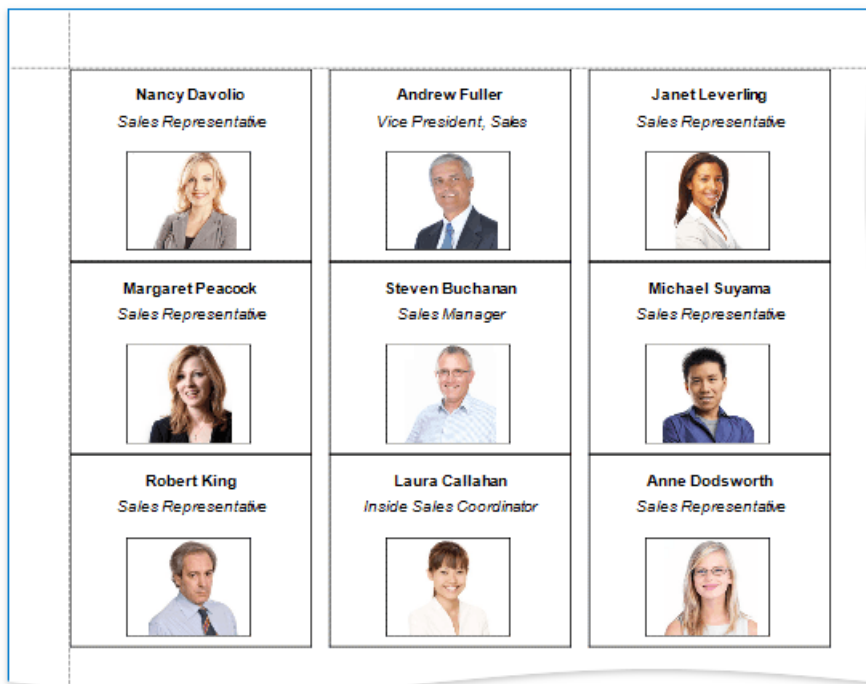 Nancy Davolio
Sales Representative
Andrew Fuller
Vice President, Sales
Janet Leverling
Sales Representative
Margaret Peacock
Sales Representative
Steven Buchanan
Sales Manager
Michael Suyama
Sales Representative
Robert King
Sales Representative
Laura Callahan
Inside Sales Coordinator
Anne Dodsworth
Sales Representative